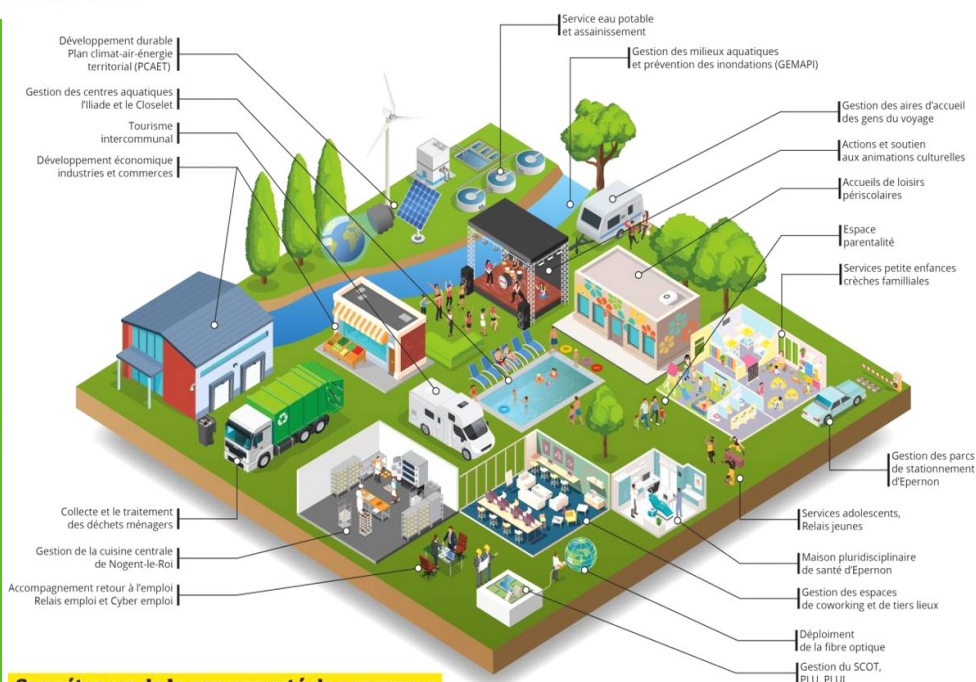 Développement durable
Plan climat-air-énergie
territorial (PCAET)
Gestion des centres aquatiques
l'Iliade et le Closelet
Tourisme
intercommunal
Développement économique
industries et commerces
Service eau potable
et assainissement
Gestion des milieux aquatiques
et prévention des inondations (GEMAPI)
Gestion des aires d'accueil
des gens du voyage
Actions et soutien
aux animations culturelles
Accueils de loisirs
périscolaires
Espace
parentalité
Services petite enfances
crèches familliales
Gestion des parcs
de stationnement
d'Epernon
Services adolescents,
Relais jeunes
Maison pluridisciplinaire
de santé d'Epernon
Gestion des espaces
de coworking et de tiers lieux
Déploiment
de la fibre optique
Gestion du SCOT,
PLU, PLUI
Collecte et le traitement
des déchets ménagers
Gestion de la cuisine centrale
de Nogent-le-Roi
Accompagnement retour à l'emploi
Relais emploi et Cyber emploi